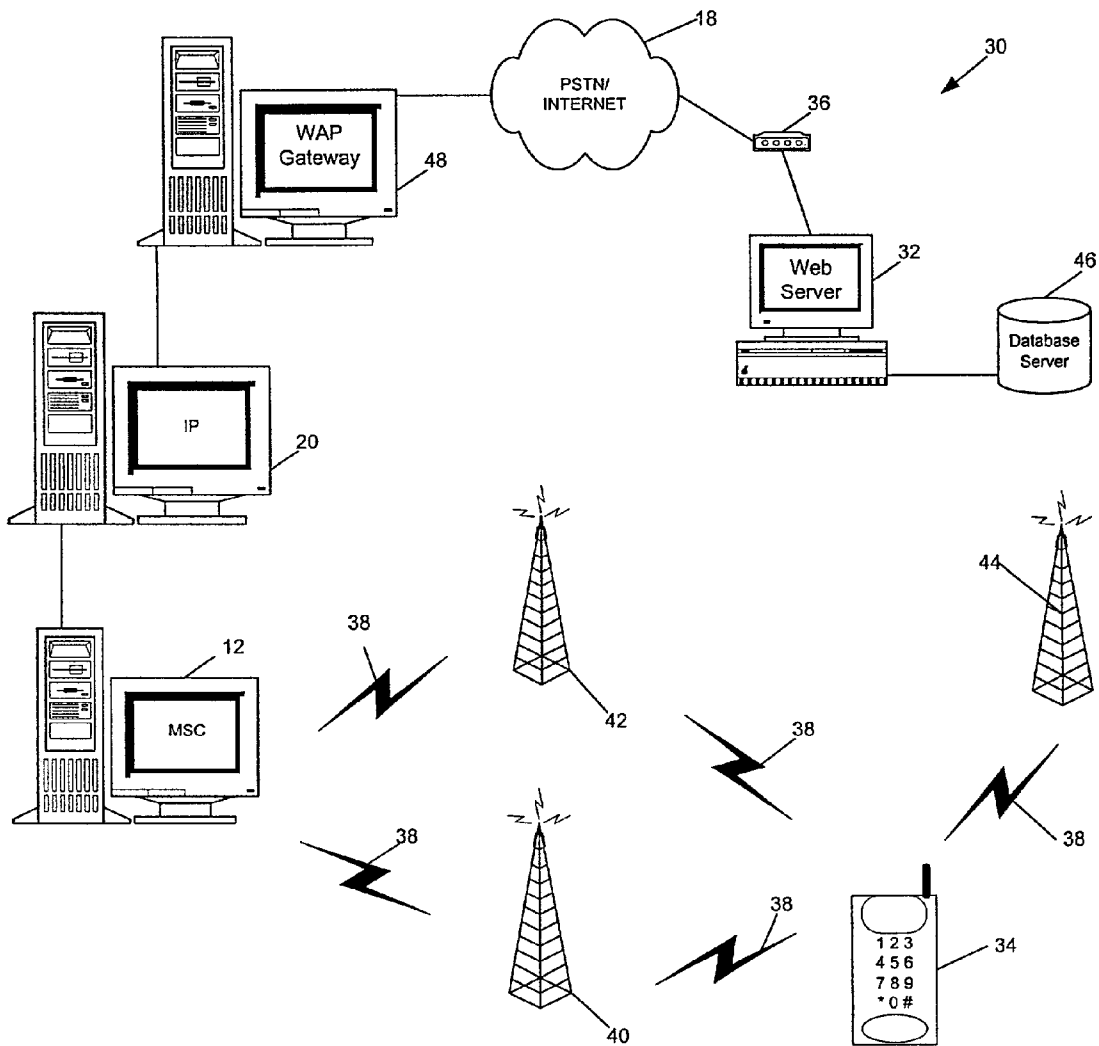 18
30
PSTN/
INTERNET
36
WAP
Gateway
48
Web
Server
32
46
Database
Server
IP
20
44
12
38
MSC
42
38
38
38
38
1 2 3
4 5 6
7 8 9
* 0 #
34
40